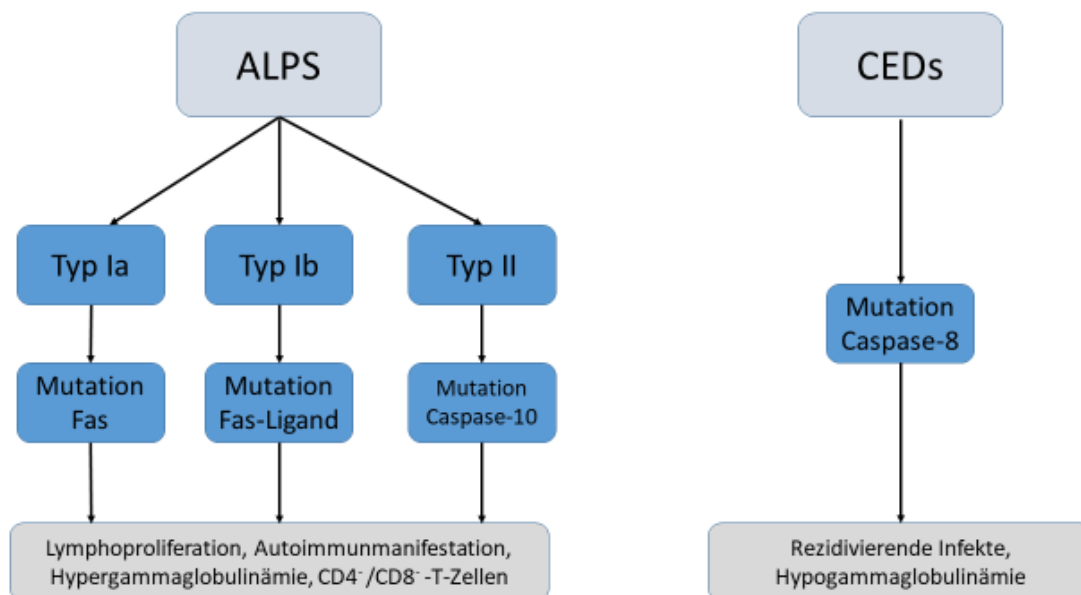 ALPS
CEDs
Typ Ia
Typ Ib
Typ II
Mutation
Fas
Mutation
Fas-Ligand
Mutation
Caspase-10
Mutation
Caspase-8
Lymphoproliferation, Autoimmunmanifestation,
Hypergammaglobulinämie, CD4⁻/CD8⁻ -T-Zellen
Rezidivierende Infekte,
Hypogammaglobulinämie